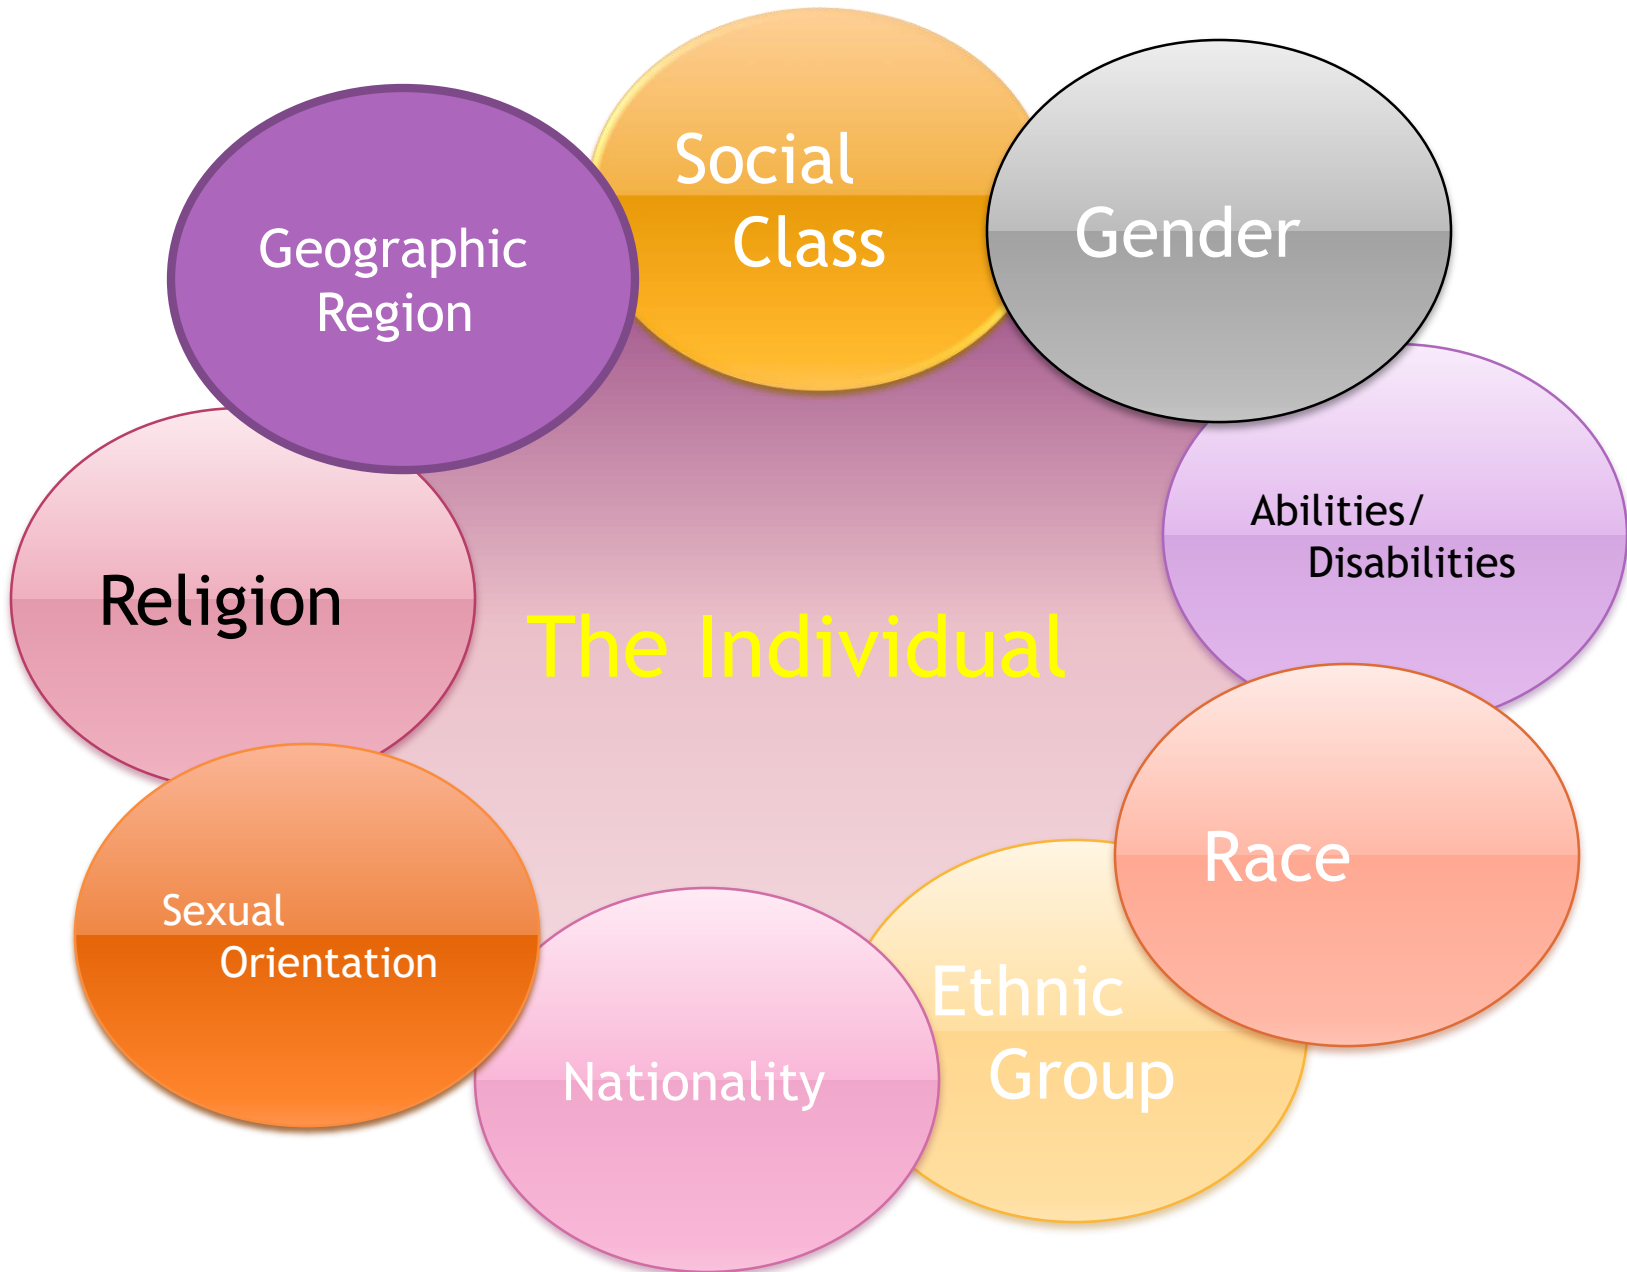 Social
Class
Gender
Geographic
Region
Abilities/
Disabilities
Religion
The Individual
Race
Sexual
Orientation
Ethnic
Group
Nationality